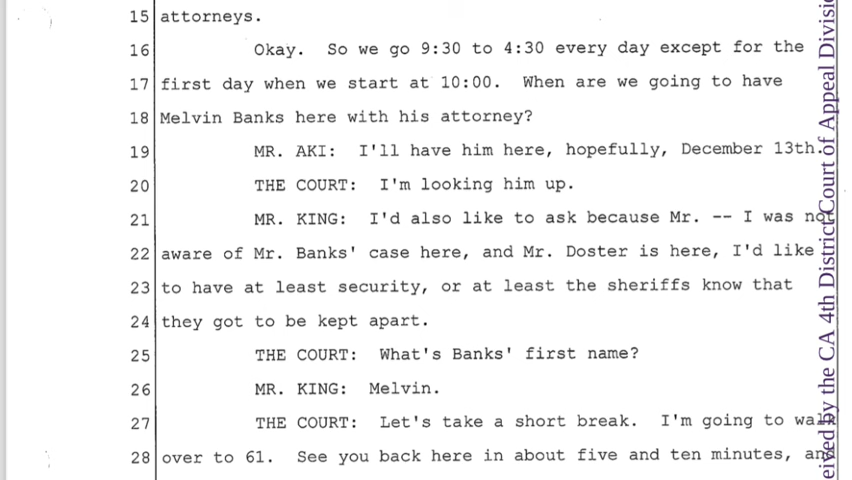 15 attorneys.
16 Okay. So we go 9:30 to 4:30 every day except for the
17 first day when we start at 10:00. When are we going to have
18 Melvin Banks here with his attorney?
19 MR. AKI: I'll have him here, hopefully, December 13th.
20 THE COURT: I'm looking him up.
21 MR. KING: I'd also like to ask because Mr. -- I was not
22 aware of Mr. Banks' case here, and Mr. Doster is here, I'd like
23 to have at least security, or at least the sheriffs know that
24 they got to be kept apart.
25 THE COURT: What's Banks' first name?
26 MR. KING: Melvin.
27 THE COURT: Let's take a short break. I'm going to walk
28 over to 61. See you back here in about five and ten minutes, and
eived by the CA 4th District Court of Appeal Divisi